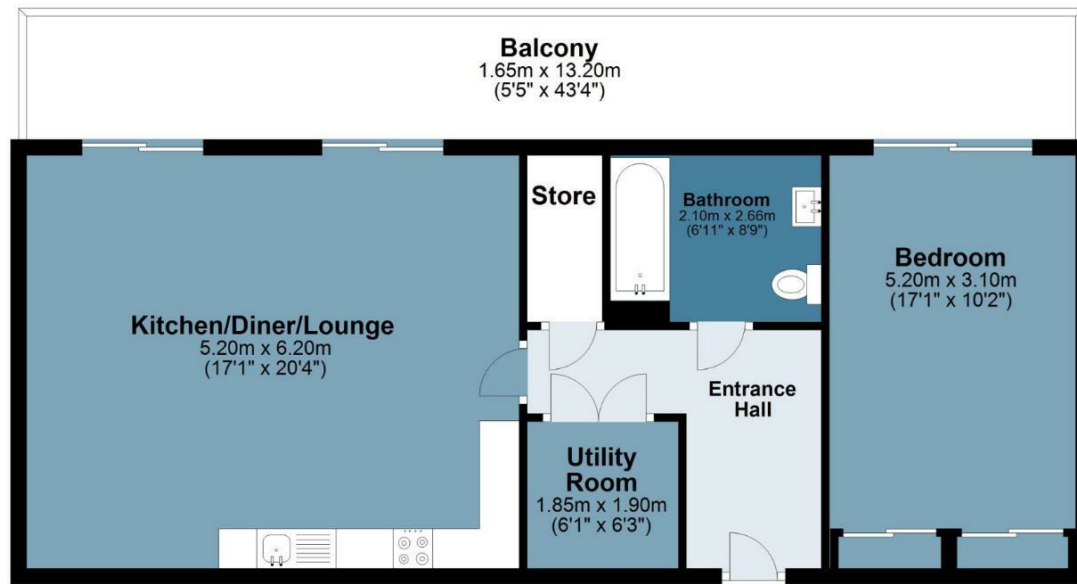 Balcony
1.65m x 13.20m
(5'5" x 43'4")
Store
Bathroom
2.10m x 2.66m
(6'11" x 8'9")
Bedroom
5.20m x 3.10m
(17'1" x 10'2")
Kitchen/Diner/Lounge
5.20m x 6.20m
(17'1" x 20'4")
Entrance
Hall
Utility
Room
1.85m x 1.90m
(6'1" x 6'3")